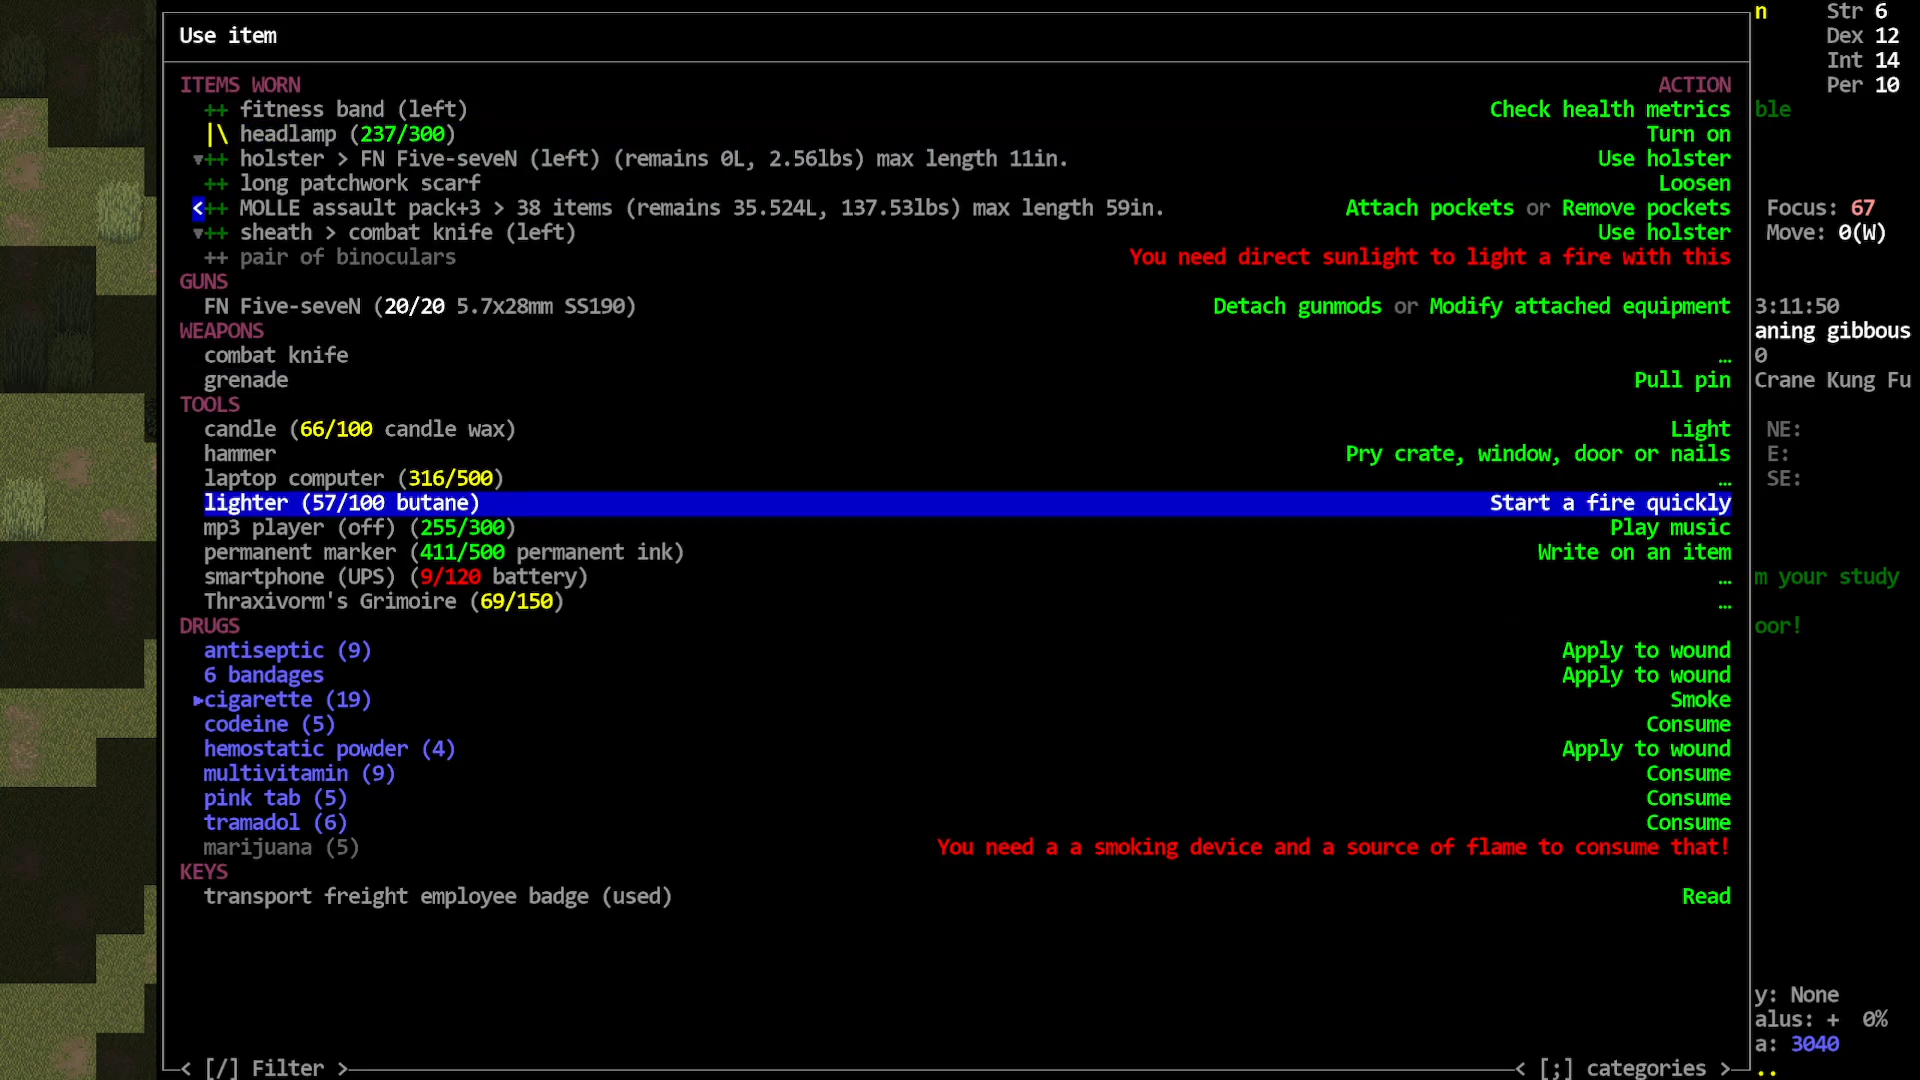 Use item
ITEMS WORN ACTION
++ fitness band (left) Check health metrics
|\ headlamp (237/300) Turn on
▾++ holster > FN Five-seveN (left) (remains 0L, 2.56lbs) max length 11in. Use holster
++ long patchwork scarf Loosen
<++ MOLLE assault pack+3 > 38 items (remains 35.524L, 137.53lbs) max length 59in. Attach pockets or Remove pockets
▾++ sheath > combat knife (left) Use holster
++ pair of binoculars You need direct sunlight to light a fire with this
GUNS
FN Five-seveN (20/20 5.7x28mm SS190) Detach gunmods or Modify attached equipment
WEAPONS
combat knife …
grenade Pull pin
TOOLS
candle (66/100 candle wax) Light
hammer Pry crate, window, door or nails
laptop computer (316/500) …
lighter (57/100 butane) Start a fire quickly
mp3 player (off) (255/300) Play music
permanent marker (411/500 permanent ink) Write on an item
smartphone (UPS) (9/120 battery) …
Thraxivorm's Grimoire (69/150) …
DRUGS
antiseptic (9) Apply to wound
6 bandages Apply to wound
▸cigarette (19) Smoke
codeine (5) Consume
hemostatic powder (4) Apply to wound
multivitamin (9) Consume
pink tab (5) Consume
tramadol (6) Consume
marijuana (5) You need a a smoking device and a source of flame to consume that!
KEYS
transport freight employee badge (used) Read
< [/] Filter > < [;] categories >
n Str 6
Dex 12
Int 14
Per 10
ble
Focus: 67
Move: 0(W)
3:11:50
aning gibbous
0
Crane Kung Fu
NE:
E:
SE:
m your study
oor!
y: None
alus: + 0%
a: 3040
..